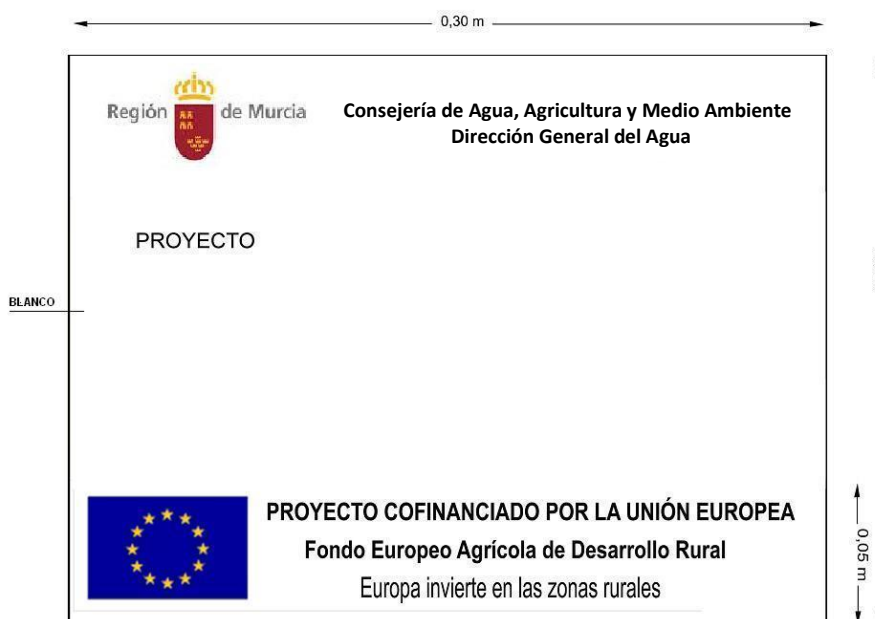 0,30 m
Región de Murcia
Consejería de Agua, Agricultura y Medio Ambiente
Dirección General del Agua
PROYECTO
BLANCO
PROYECTO COFINANCIADO POR LA UNIÓN EUROPEA
Fondo Europeo Agrícola de Desarrollo Rural
Europa invierte en las zonas rurales
0,05 m